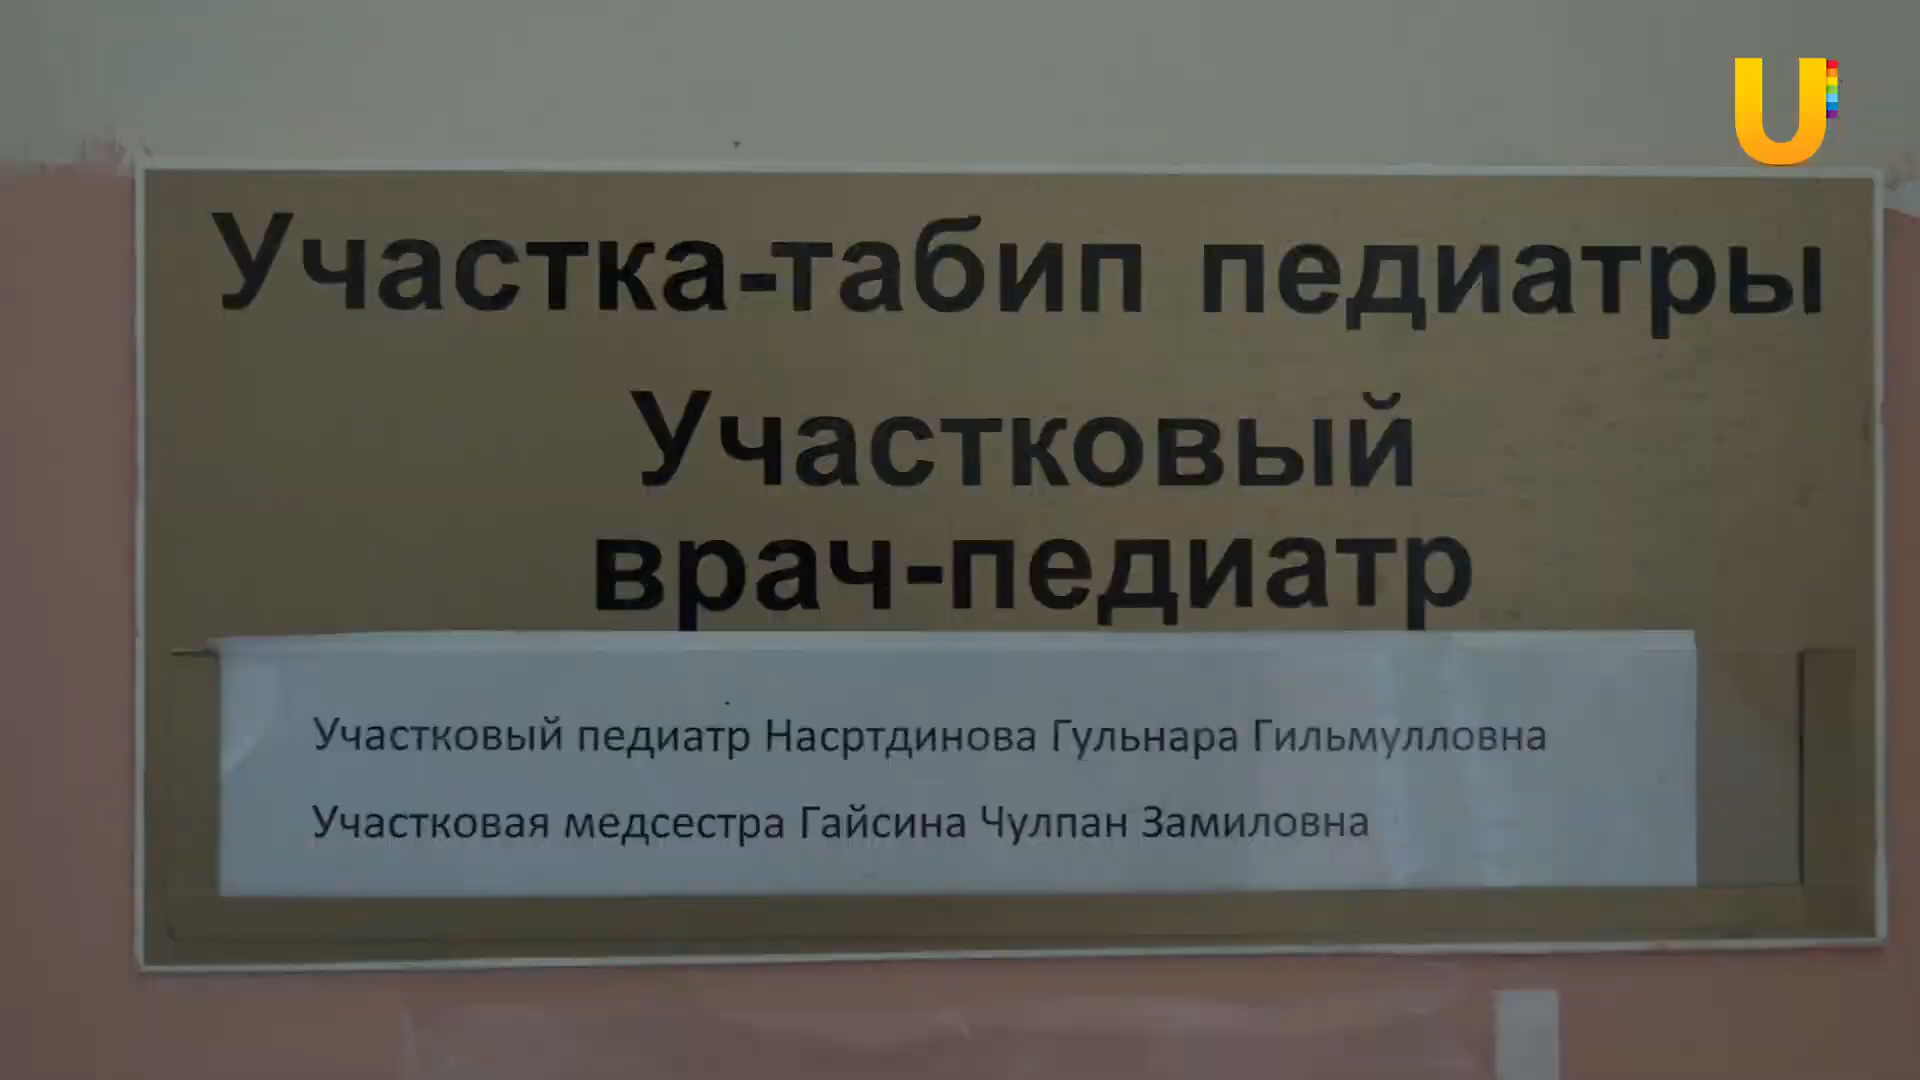 U
Участка-табип педиатры
Участковый
врач-педиатр
Участковый педиатр Насртдинова Гульнара Гильмулловна
Участковая медсестра Гайсина Чулпан Замиловна